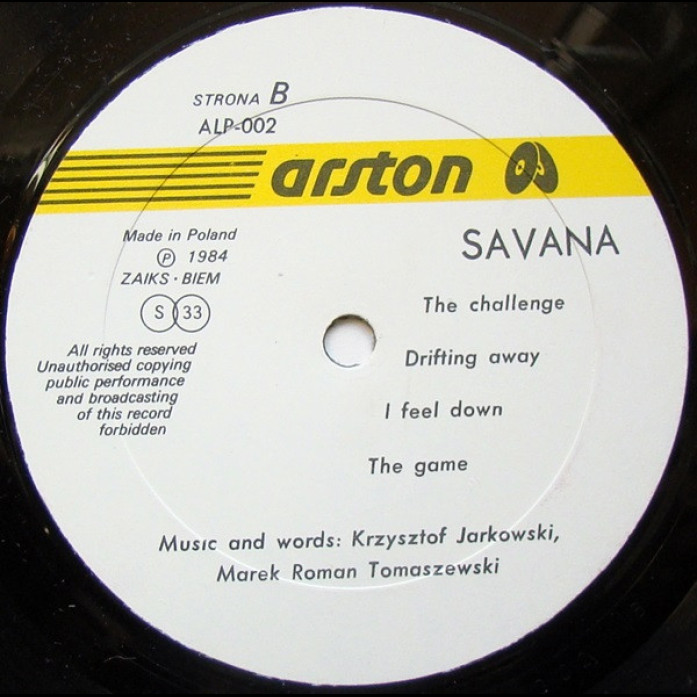 STRONA B
ALP-002
arston
Made in Poland
Ⓟ 1984
ZAIKS · BIEM
S 33
All rights reserved
Unauthorised copying
public performance
and broadcasting
of this record
forbidden
SAVANA
The challenge
Drifting away
I feel down
The game
Music and words: Krzysztof Jarkowski,
Marek Roman Tomaszewski